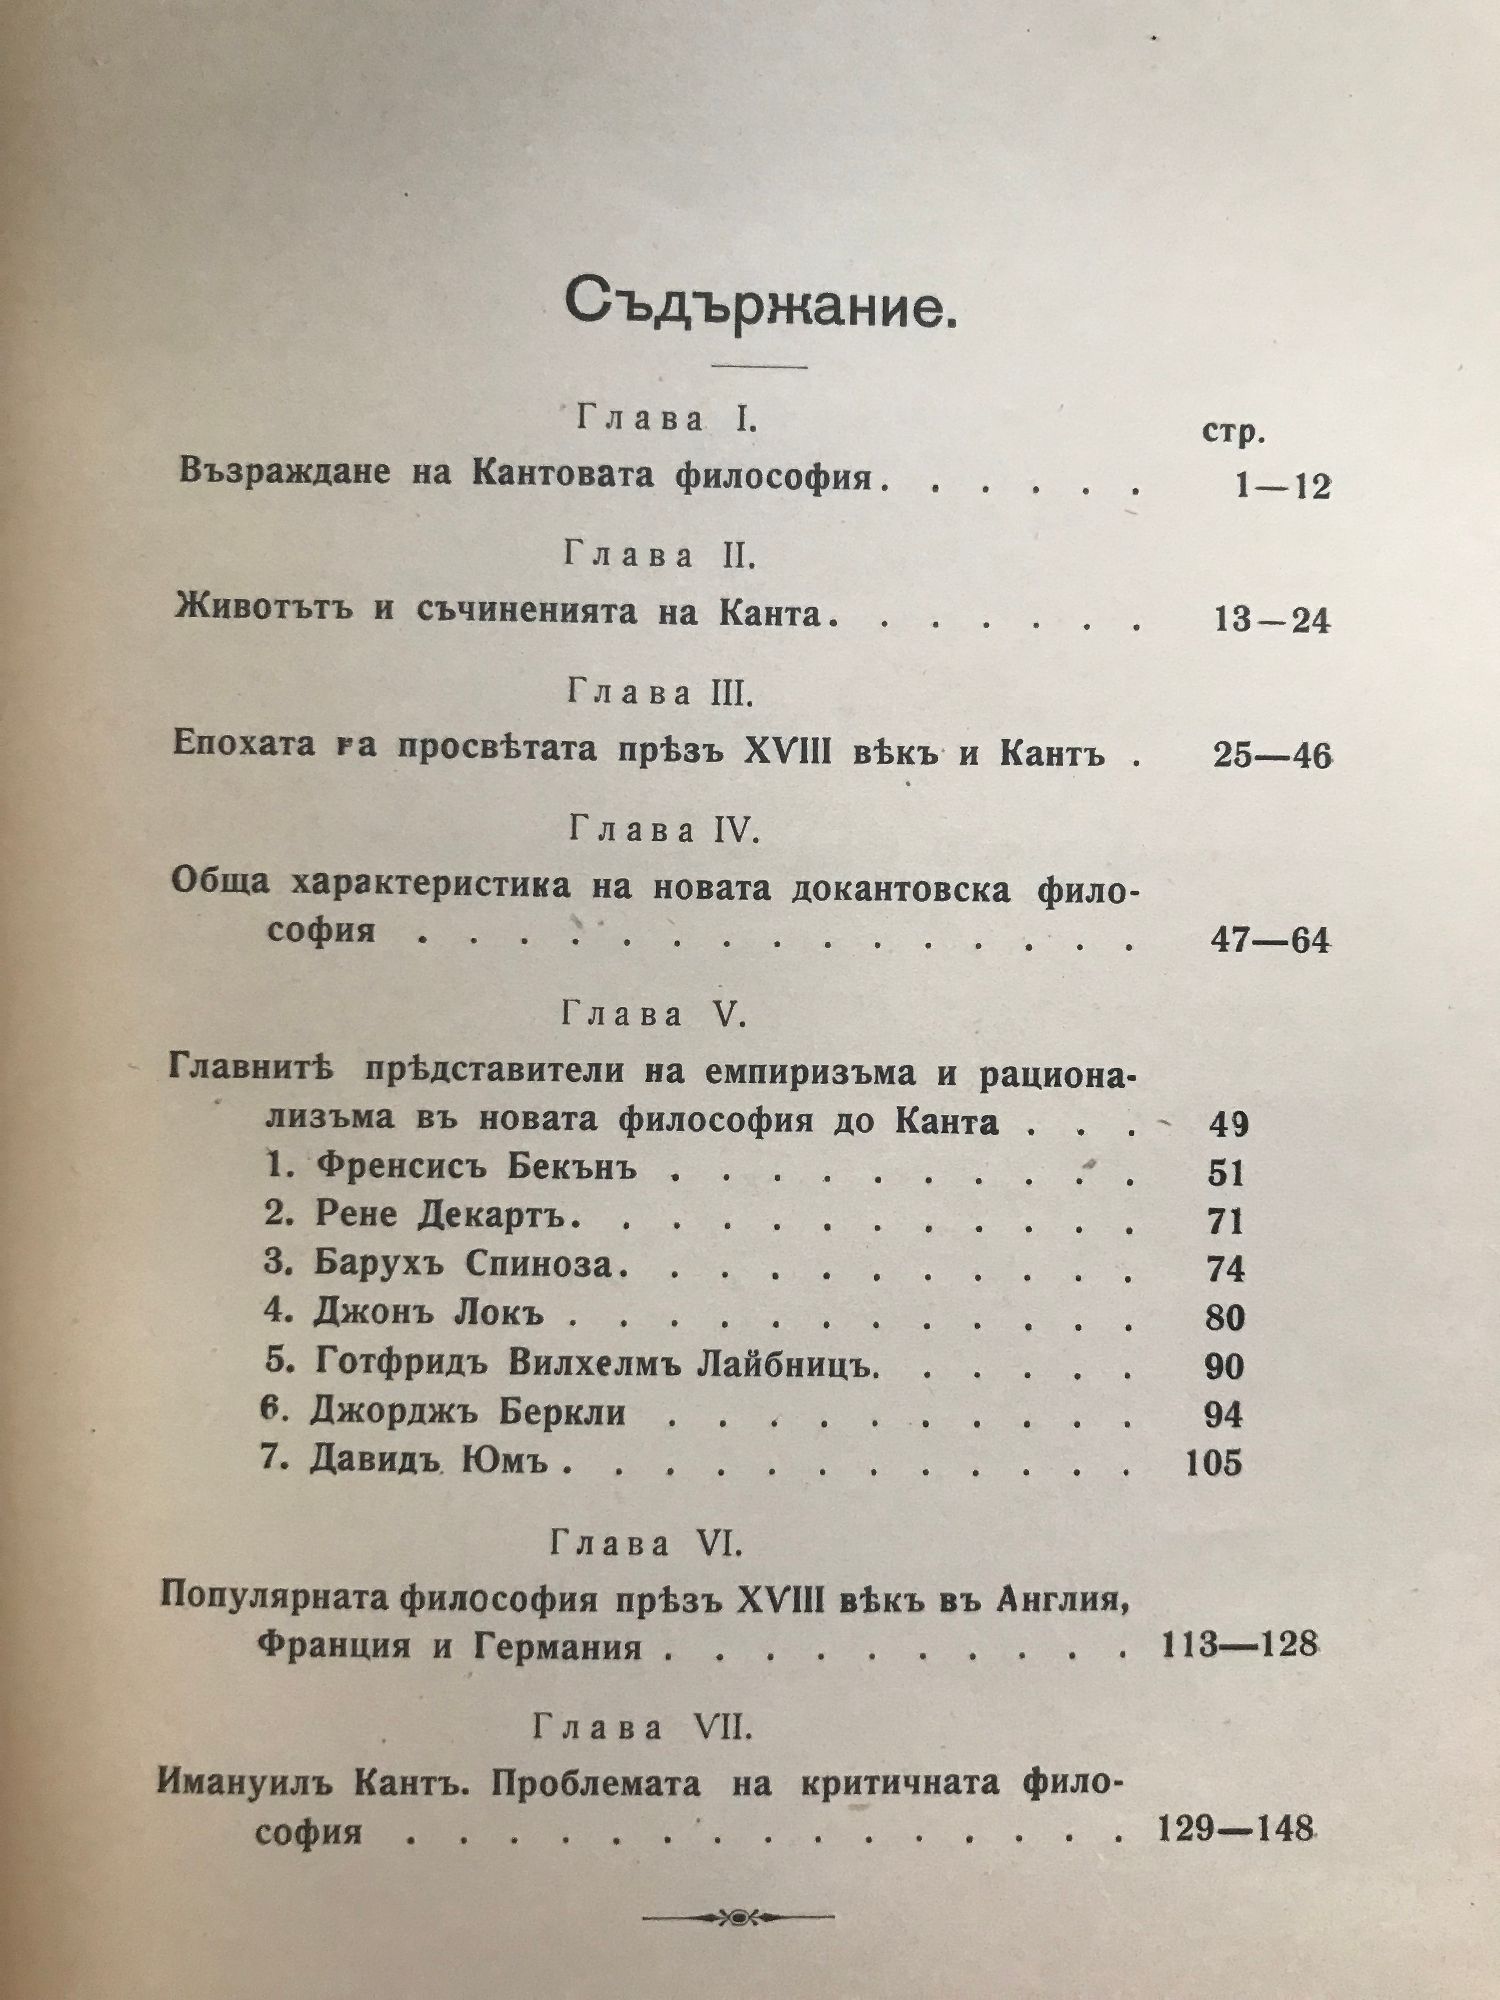 Съдържание.
Глава I.
стр.
Възраждане на Кантовата философия. . . . . . 1—12
Глава II.
Животътъ и съчиненията на Канта. . . . . . . 13—24
Глава III.
Епохата га просвѣтата прѣзъ XVIII вѣкъ и Кантъ . 25—46
Глава IV.
Обща характеристика на новата докантовска фило-
софия . . . . . . . . . . . . . . . 47—64
Глава V.
Главнитѣ прѣдставители на емпиризъма и рациона-
лизъма въ новата философия до Канта . . . 49
1. Френсисъ Бекънъ . . . . . . . . . . 51
2. Рене Декартъ. . . . . . . . . . . . 71
3. Барухъ Спиноза. . . . . . . . . . . 74
4. Джонъ Локъ . . . . . . . . . . . . 80
5. Готфридъ Вилхелмъ Лайбницъ. . . . . . 90
6. Джорджъ Беркли . . . . . . . . . . 94
7. Давидъ Юмъ . . . . . . . . . . . . 105
Глава VI.
Популярната философия прѣзъ XVIII вѣкъ въ Англия,
Франция и Германия . . . . . . . . . . 113—128
Глава VII.
Имануилъ Кантъ. Проблемата на критичната фило-
софия . . . . . . . . . . . . . . . 129—148